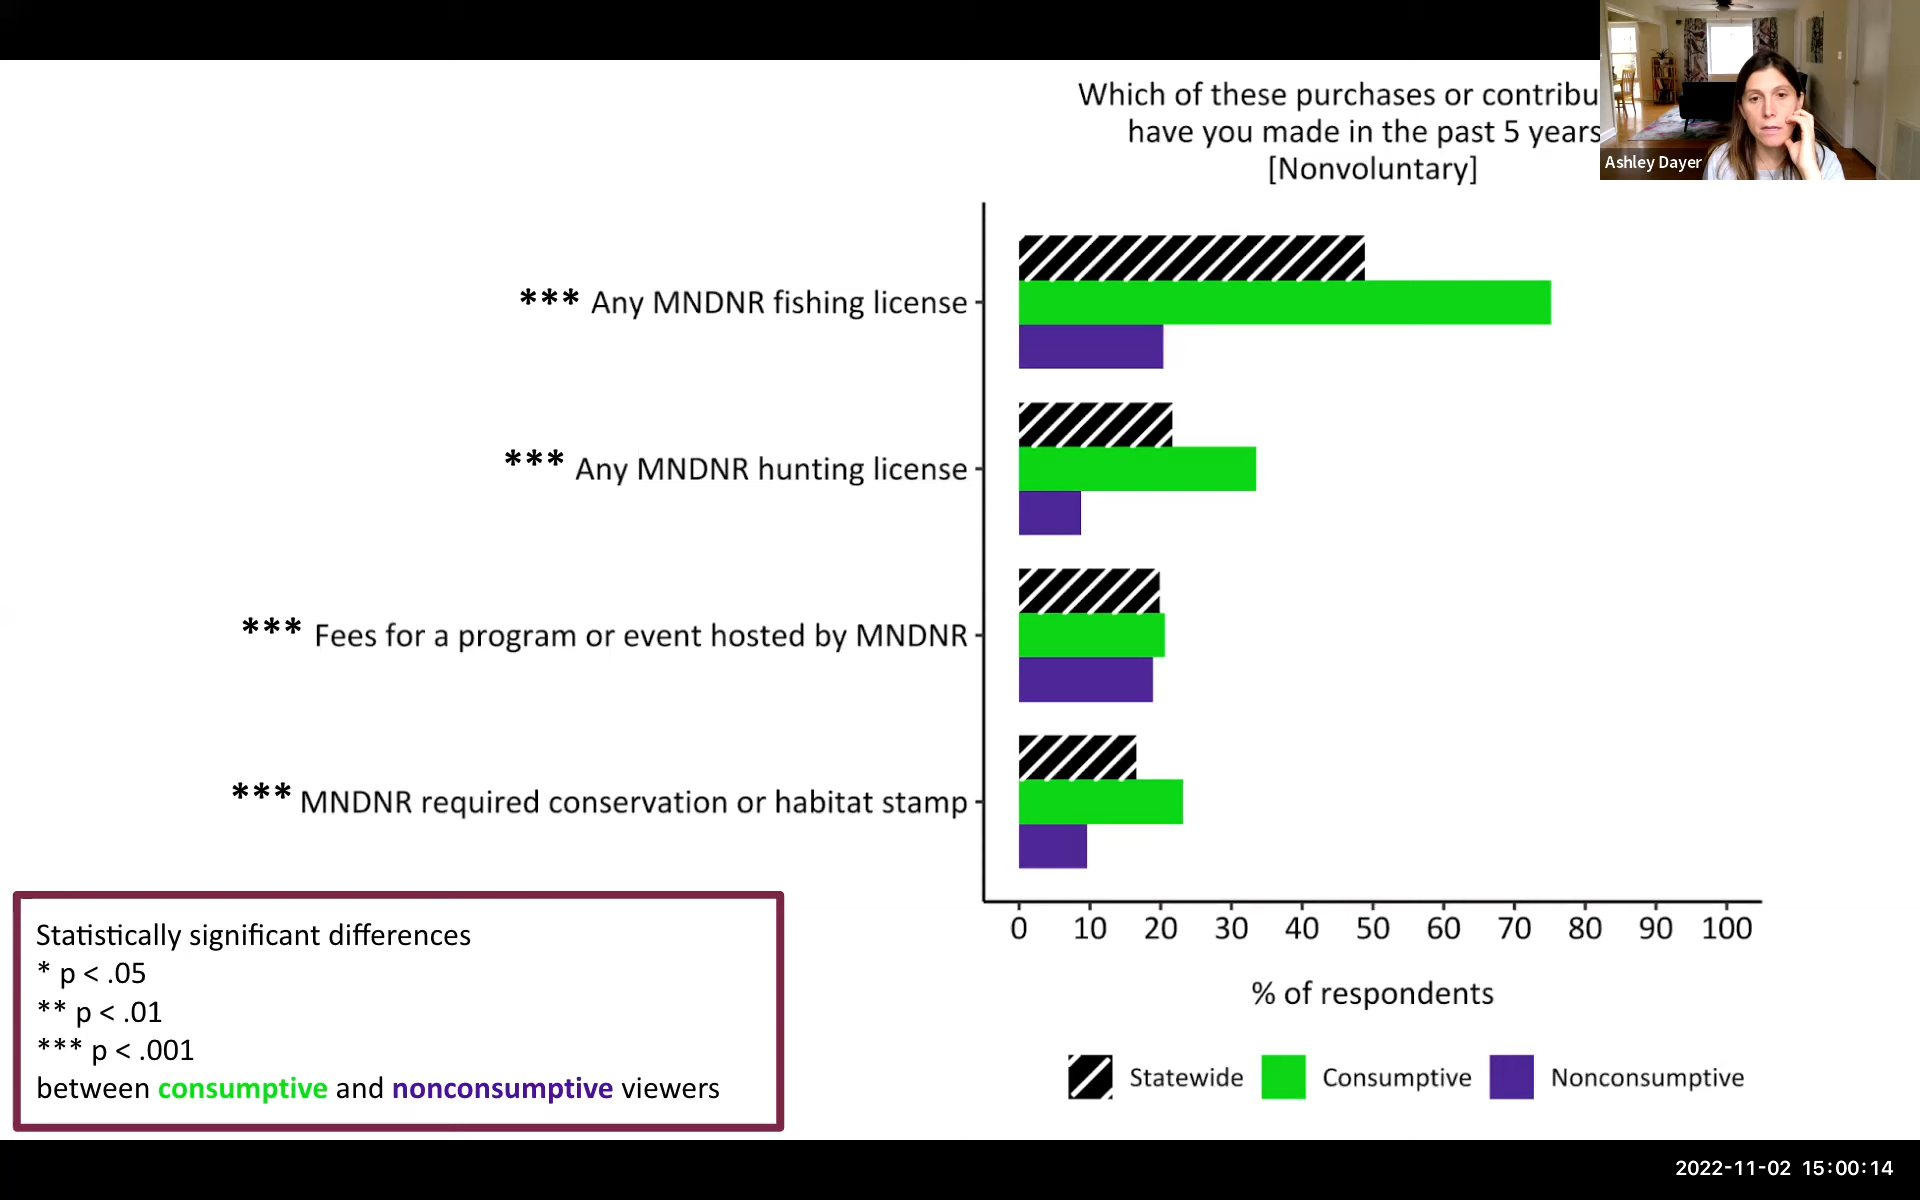 Which of these purchases or contribu
have you made in the past 5 years
[Nonvoluntary]
Ashley Dayer
*** Any MNDNR fishing license
*** Any MNDNR hunting license
*** Fees for a program or event hosted by MNDNR
*** MNDNR required conservation or habitat stamp
0 10 20 30 40 50 60 70 80 90 100
% of respondents
Statewide Consumptive Nonconsumptive
Statistically significant differences
* p < .05
** p < .01
*** p < .001
between consumptive and nonconsumptive viewers
2022-11-02 15:00:14